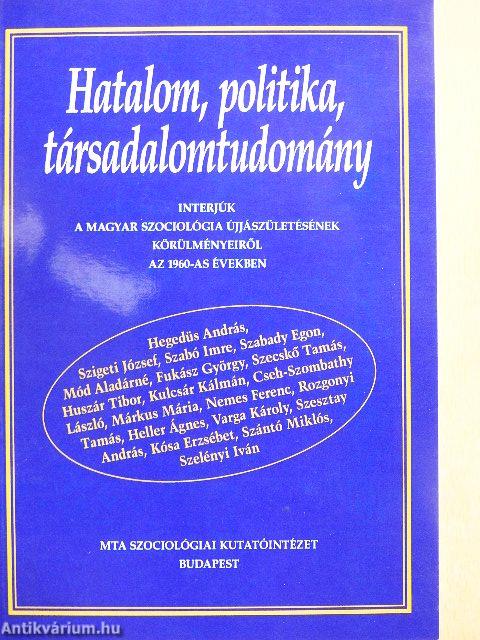 Hatalom, politika,
társadalomtudomány
INTERJÚK
A MAGYAR SZOCIOLÓGIA ÚJJÁSZÜLETÉSÉNEK
KÖRÜLMÉNYEIRŐL
AZ 1960-AS ÉVEKBEN
Hegedüs András,
Szigeti József, Szabó Imre, Szabady Egon,
Mód Aladárné, Fukász György, Szecskő Tamás,
Huszár Tibor, Kulcsár Kálmán, Cseh-Szombathy
László, Márkus Mária, Nemes Ferenc, Rozgonyi
Tamás, Heller Ágnes, Varga Károly, Szesztay
András, Kósa Erzsébet, Szántó Miklós,
Szelényi Iván
MTA SZOCIOLÓGIAI KUTATÓINTÉZET
BUDAPEST
Antikvárium.hu